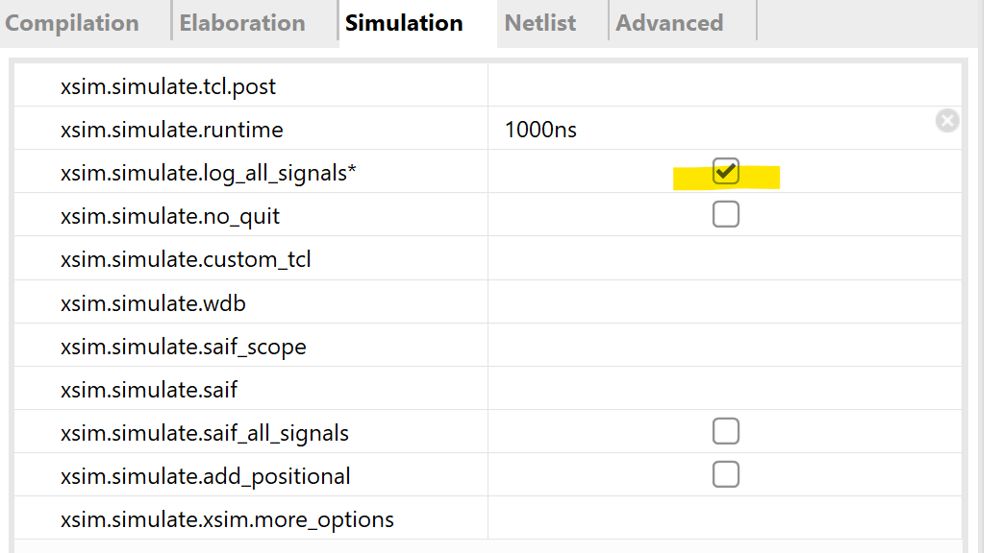 Compilation Elaboration Simulation Netlist Advanced
xsim.simulate.tcl.post
xsim.simulate.runtime 1000ns
xsim.simulate.log_all_signals*
xsim.simulate.no_quit
xsim.simulate.custom_tcl
xsim.simulate.wdb
xsim.simulate.saif_scope
xsim.simulate.saif
xsim.simulate.saif_all_signals
xsim.simulate.add_positional
xsim.simulate.xsim.more_options